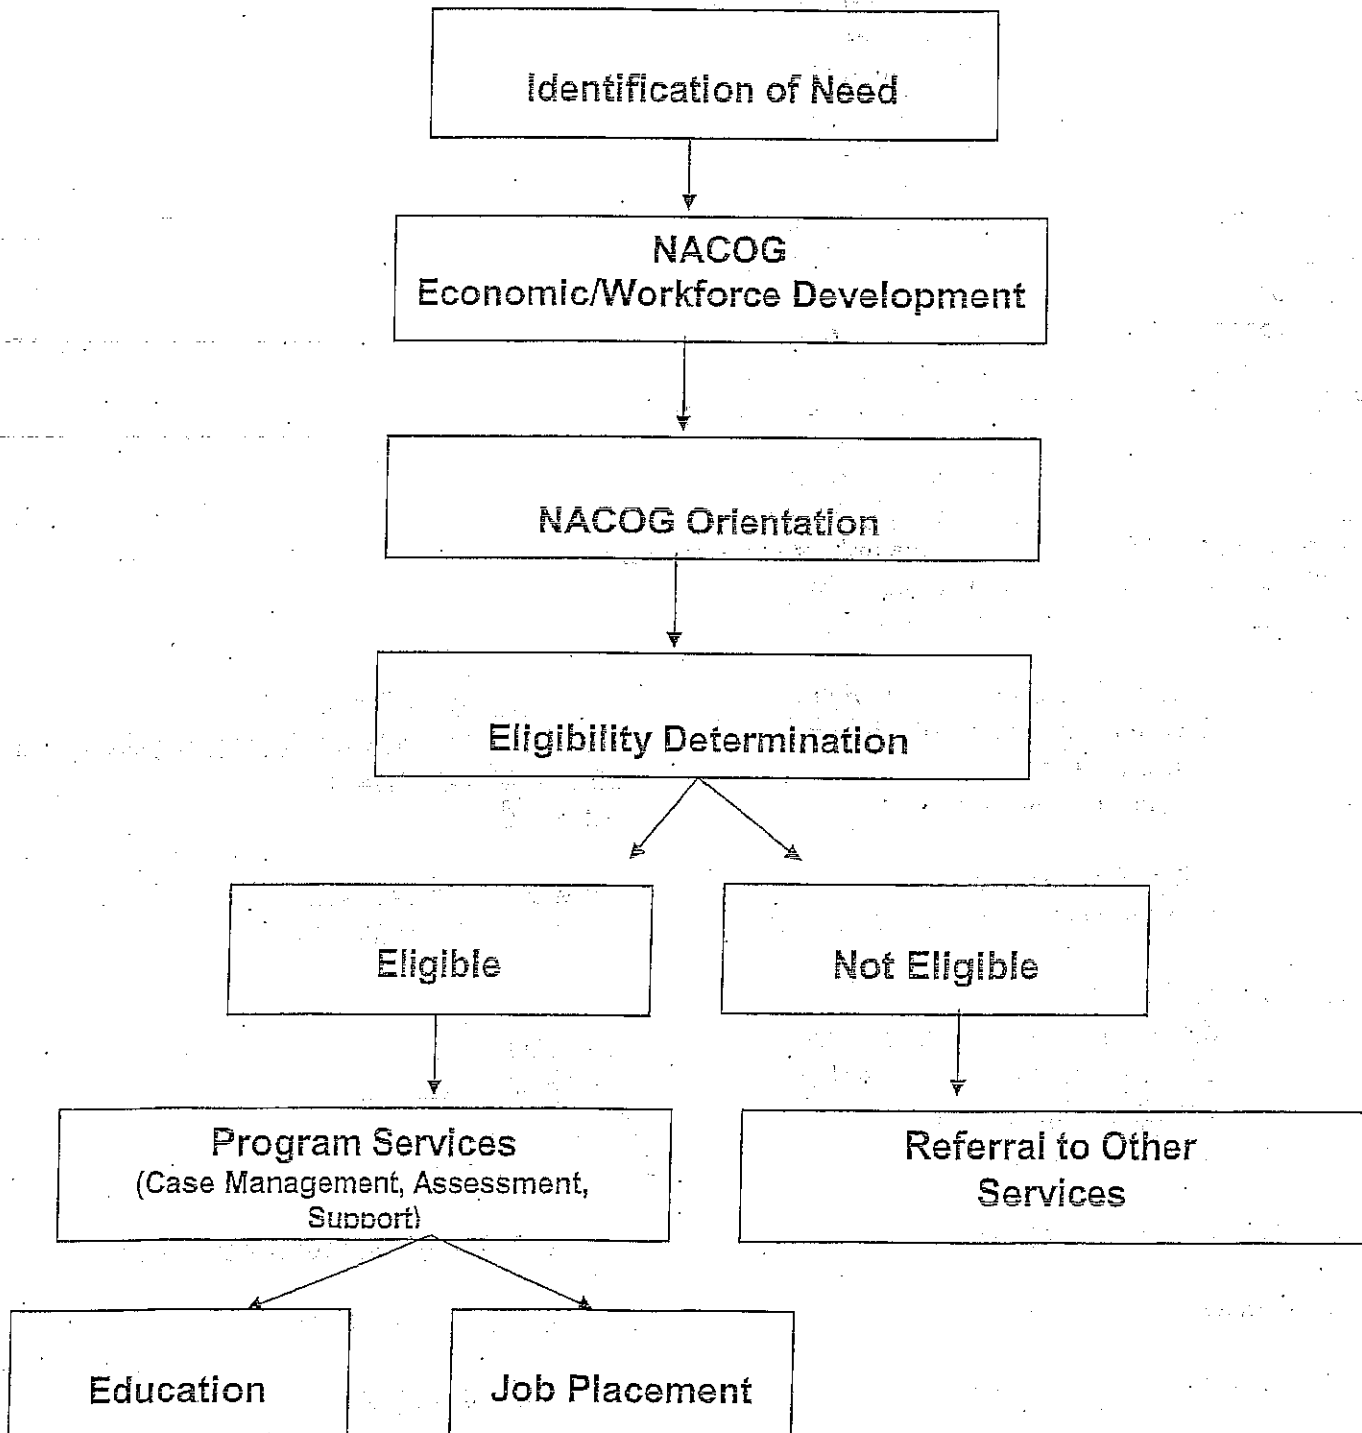 Identification of Need
NACOG
Economic/Workforce Development
NACOG Orientation
Eligibility Determination
Eligible
Not Eligible
Program Services
(Case Management, Assessment,
Support)
Referral to Other
Services
Education
Job Placement